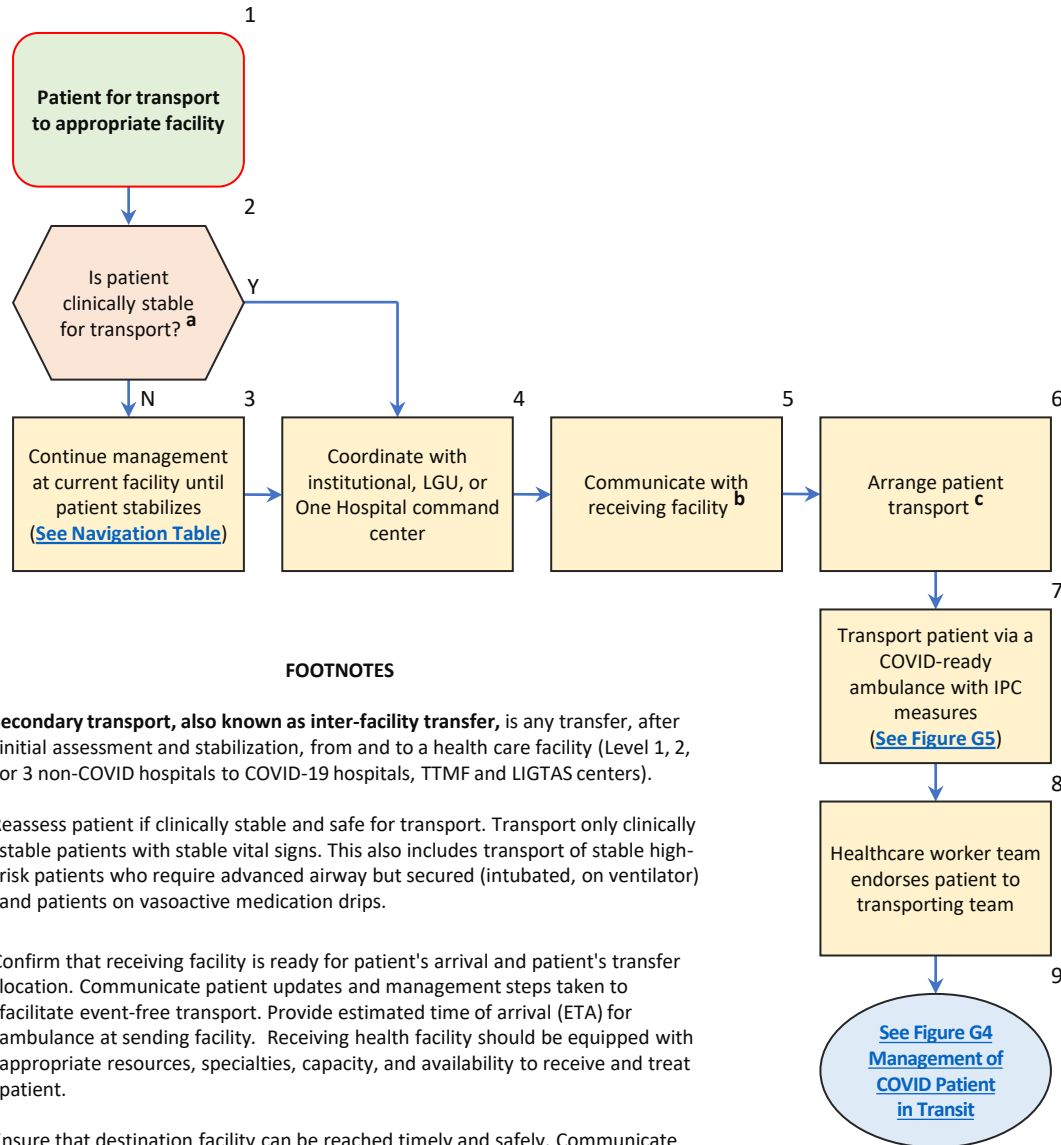 1
Patient for transport
to appropriate facility
2
Is patient
clinically stable
for transport? a
Y
N
3
Continue management
at current facility until
patient stabilizes
(See Navigation Table)
4
Coordinate with
institutional, LGU, or
One Hospital command
center
5
Communicate with
receiving facility b
6
Arrange patient
transport c
7
Transport patient via a
COVID-ready
ambulance with IPC
measures
(See Figure G5)
8
Healthcare worker team
endorses patient to
transporting team
9
See Figure G4
Management of
COVID Patient
in Transit
FOOTNOTES
Secondary transport, also known as inter-facility transfer, is any transfer, after
initial assessment and stabilization, from and to a health care facility (Level 1, 2,
or 3 non-COVID hospitals to COVID-19 hospitals, TTMF and LIGTAS centers).
Reassess patient if clinically stable and safe for transport. Transport only clinically
stable patients with stable vital signs. This also includes transport of stable high-
risk patients who require advanced airway but secured (intubated, on ventilator)
and patients on vasoactive medication drips.
Confirm that receiving facility is ready for patient's arrival and patient's transfer
location. Communicate patient updates and management steps taken to
facilitate event-free transport. Provide estimated time of arrival (ETA) for
ambulance at sending facility. Receiving health facility should be equipped with
appropriate resources, specialties, capacity, and availability to receive and treat
patient.
Ensure that destination facility can be reached timely and safely. Communicate